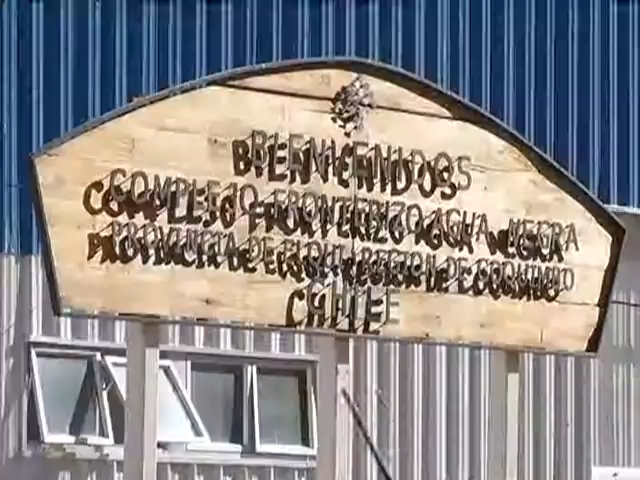 BIENVENIDOS
COMPLEJO FRONTERIZO AGUA NEGRA
PROVINCIA DE ELQUI REGION DE COQUIMBO
CHILE